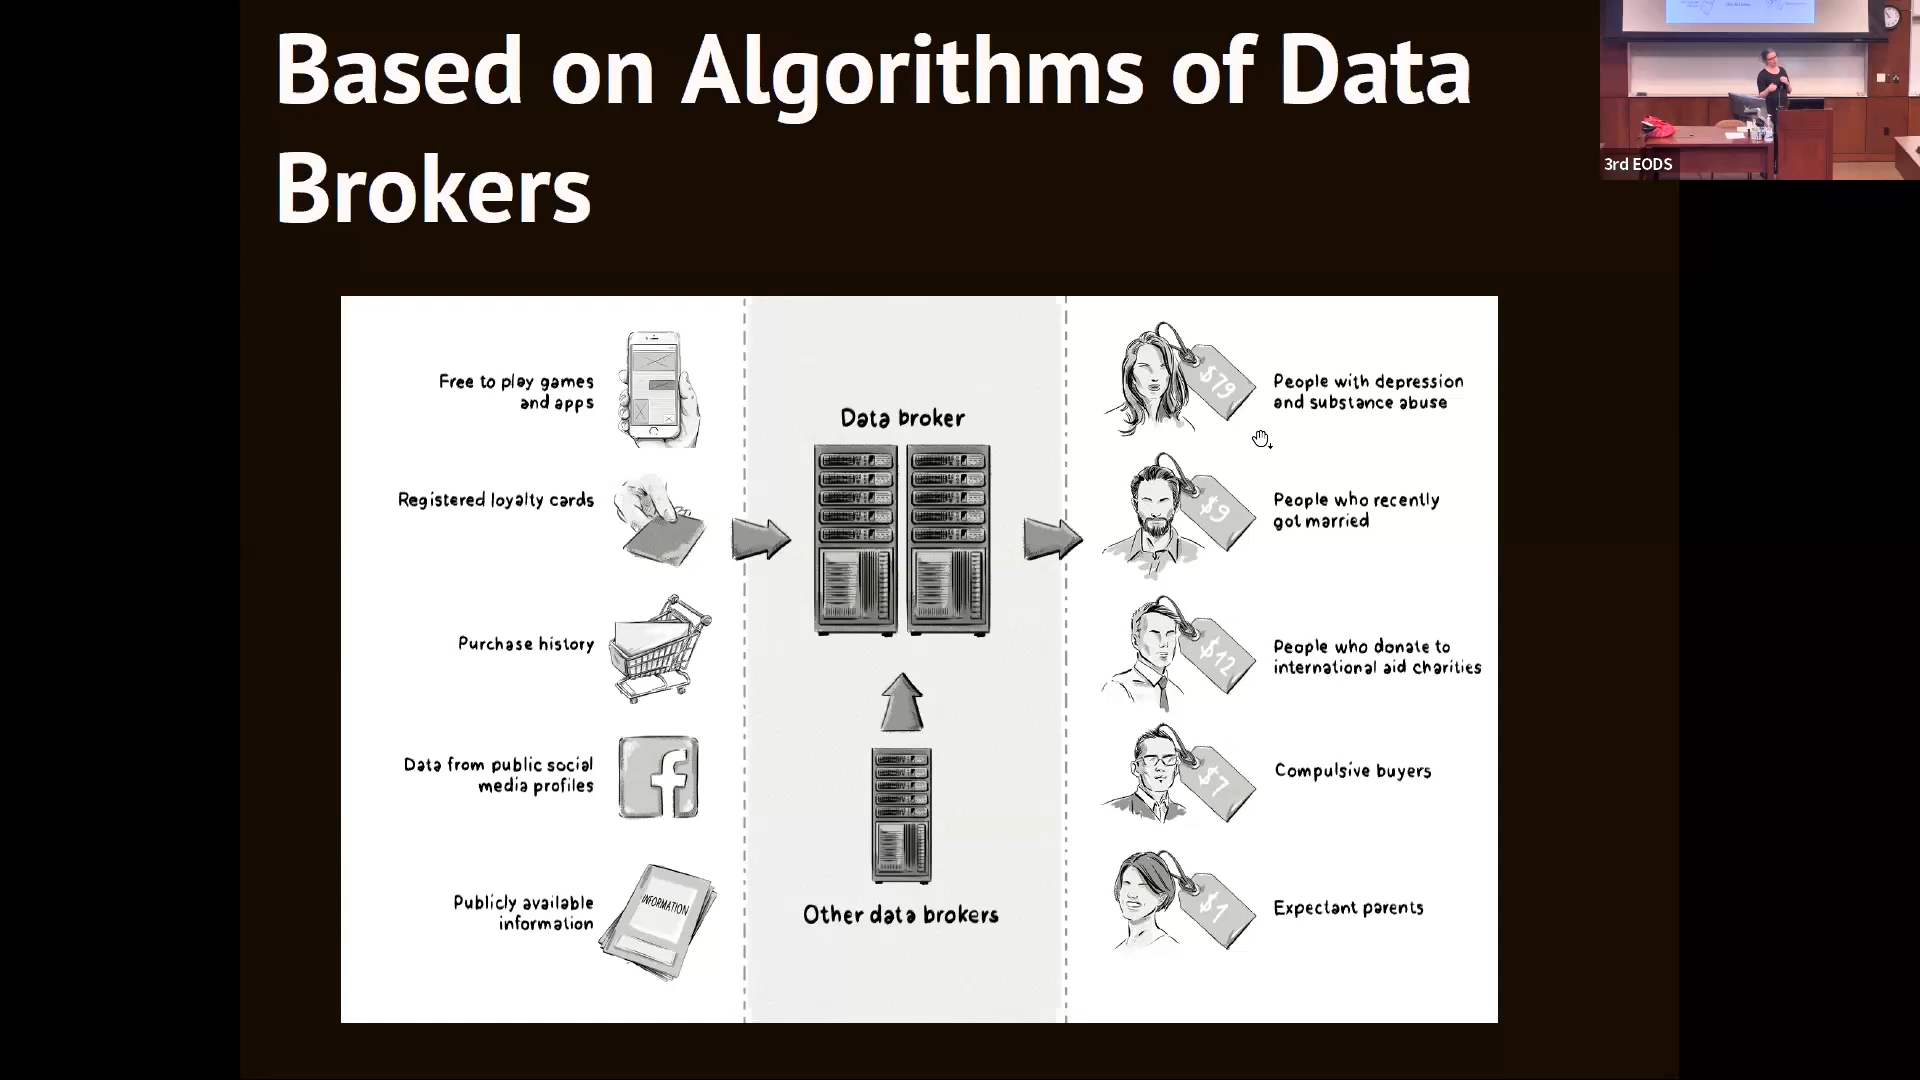 Based on Algorithms of Data
Brokers
3rd EODS
Free to play games
and apps
Registered loyalty cards
Purchase history
Data from public social
media profiles
Publicly available
information
INFORMATION
Data broker
Other data brokers
$79
People with depression
and substance abuse
$9
People who recently
got married
$12
People who donate to
international aid charities
$7
Compulsive buyers
$1
Expectant parents